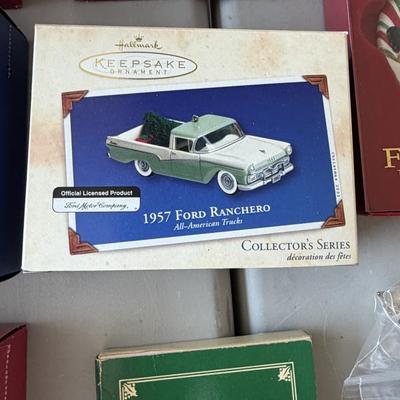 Hallmark
KEEPSAKE
ORNAMENT
Official Licensed Product
Ford Motor Company
1957 FORD RANCHERO
All-American Trucks
COLLECTOR'S SERIES
décoration des fêtes
F